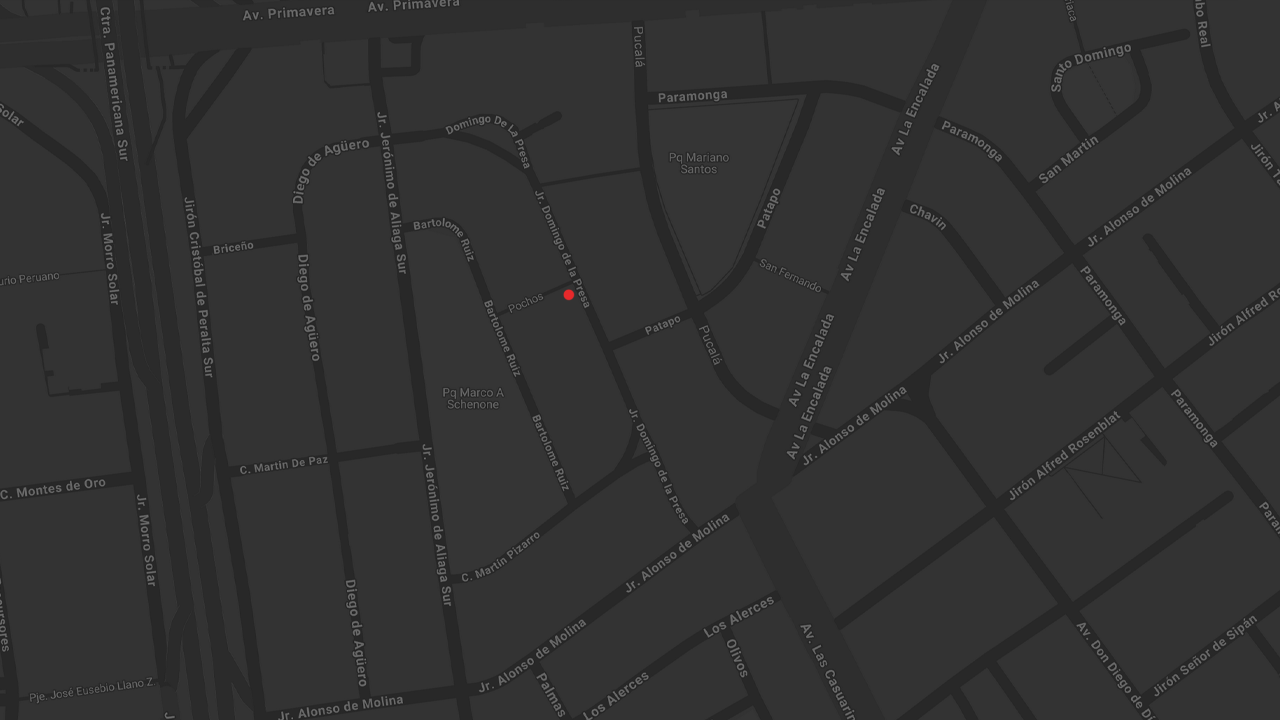 Av. Primavera
Av. Primavera
Ctra. Panamericana Sur
Pucalá
Santo Domingo
Paramonga
Av La Encalada
Solar
Jr. Jerónimo de Aliaga Sur
Domingo De La Presa
Diego de Agüero
Paramonga
San Martin
Pq Mariano
Santos
Jr. Alonso de Molina
Jr. Morro Solar
Jirón Cristóbal de Peralta Sur
Briceño
Bartolome Ruiz
Jr. Domingo de la Presa
Patapo
Av La Encalada
Chavin
San Fernando
Diego de Agüero
Pochos
Bartolome Ruiz
Patapo
Pucalá
Paramonga
Jr. Alonso de Molina
Av La Encalada
Av La Encalada
Pq Marco A
Schenone
Jr. Alonso de Molina
Bartolome Ruiz
Jr. Domingo de la Presa
Paramonga
Jirón Alfred Rosenblat
C. Martin De Paz
C. Montes de Oro
Jr. Morro Solar
Jr. Jerónimo de Aliaga Sur
C. Martin Pizarro
Jr. Alonso de Molina
Diego de Agüero
Los Alerces
Olivos
Av. Las Casuarin
Av. Don Diego de D
Jirón Señor de Sipán
Jr. Alonso de Molina
Palmas
Los Alerces
Pje. José Eusebio Llano Z.
Jr. Alonso de Molina